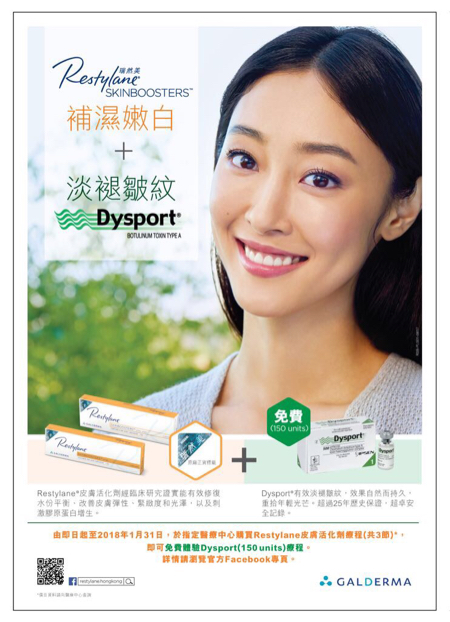 Restylane® 瑞然美
SKINBOOSTERS™
補濕嫩白
+
淡褪皺紋
Dysport®
BOTULINUM TOXIN TYPE A
Restylane
Restylane
免費
(150 units)
Dysport
+
Restylane®皮膚活化劑經臨床研究證實能有效修復
水份平衡、改善皮膚彈性、緊緻度和光澤，以及刺
激膠原蛋白增生。
Dysport®有效淡褪皺紋，效果自然而持久，
重拾年輕光芒。超過25年歷史保證，超卓安
全記錄。
由即日起至2018年1月31日，於指定醫療中心購買Restylane皮膚活化劑療程(共3節)*，
即可免費體驗Dysport(150 units)療程。
詳情請瀏覽官方Facebook專頁。
restylane.hongkong
GALDERMA